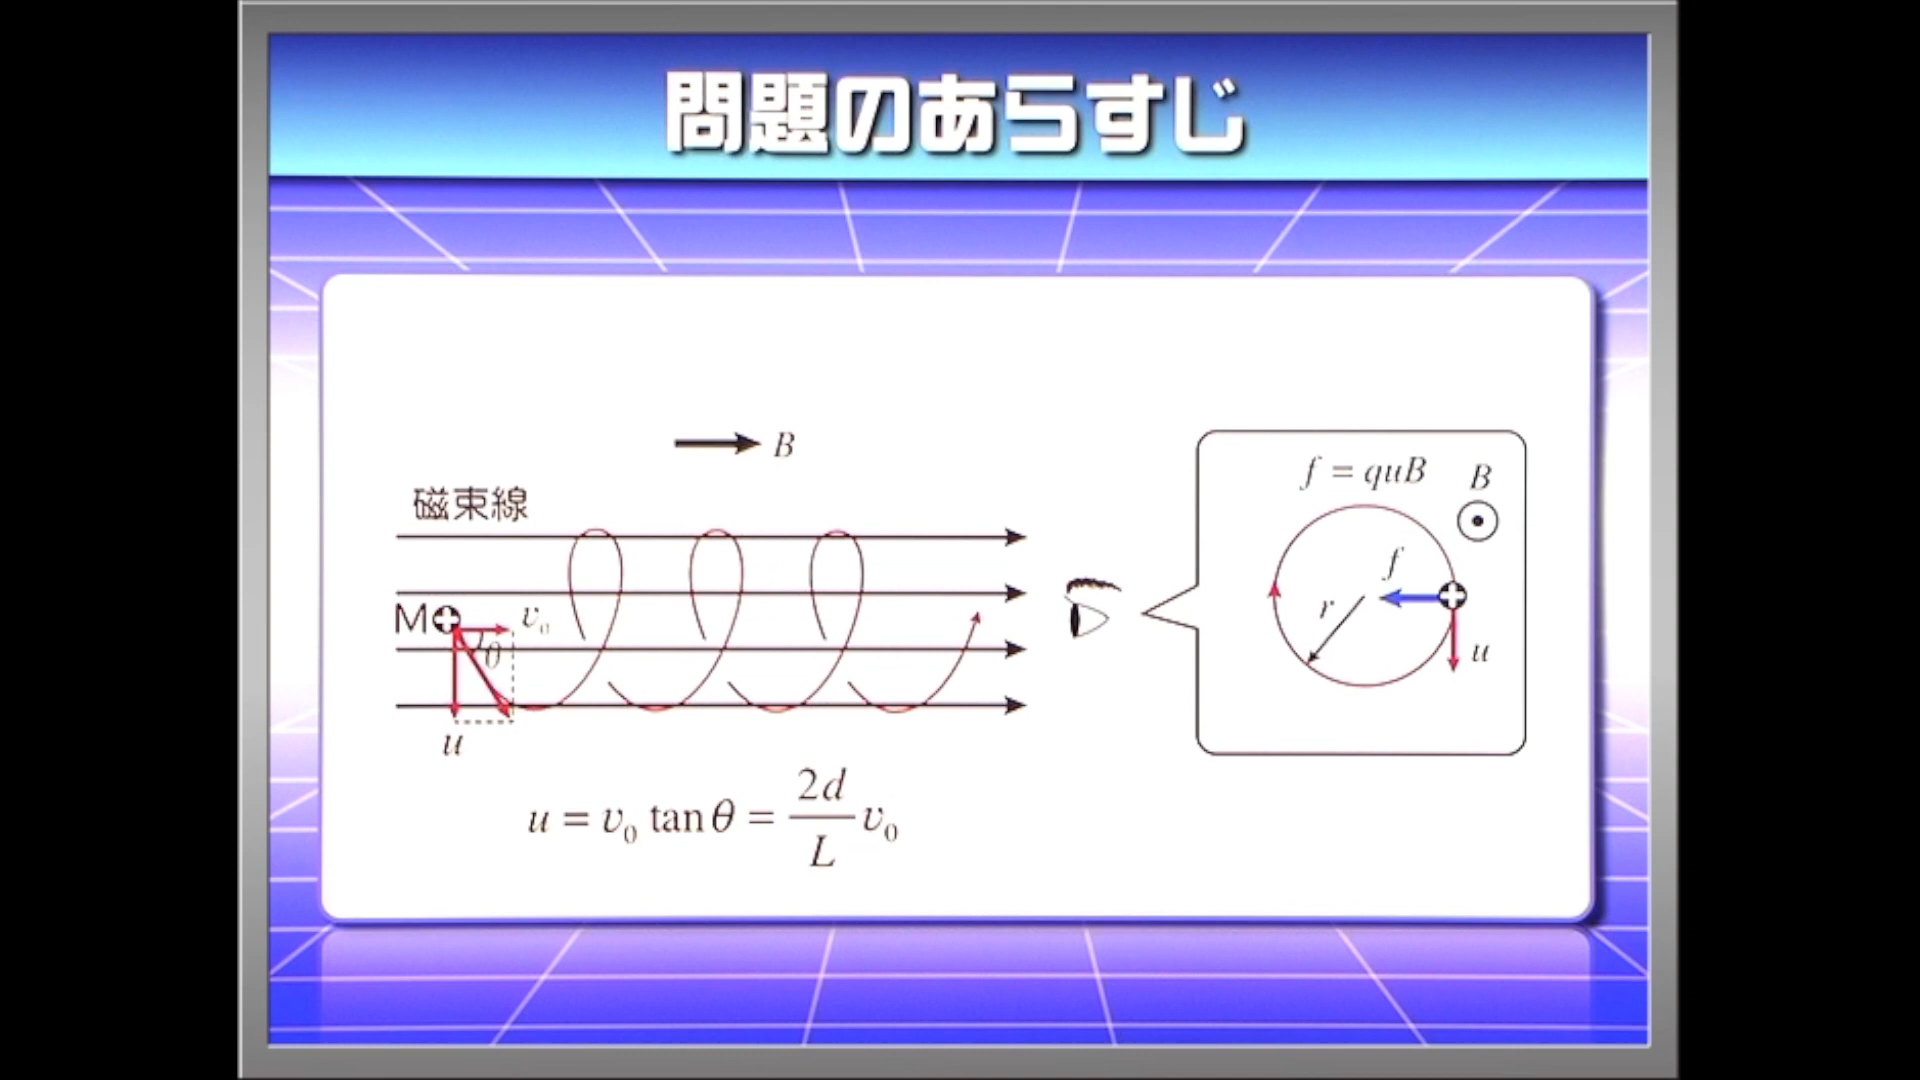 問題のあらすじ
B
磁束線
M
v₀
θ
u
u = v₀ tan θ = 2d/L v₀
f = quB
B
f
r
u